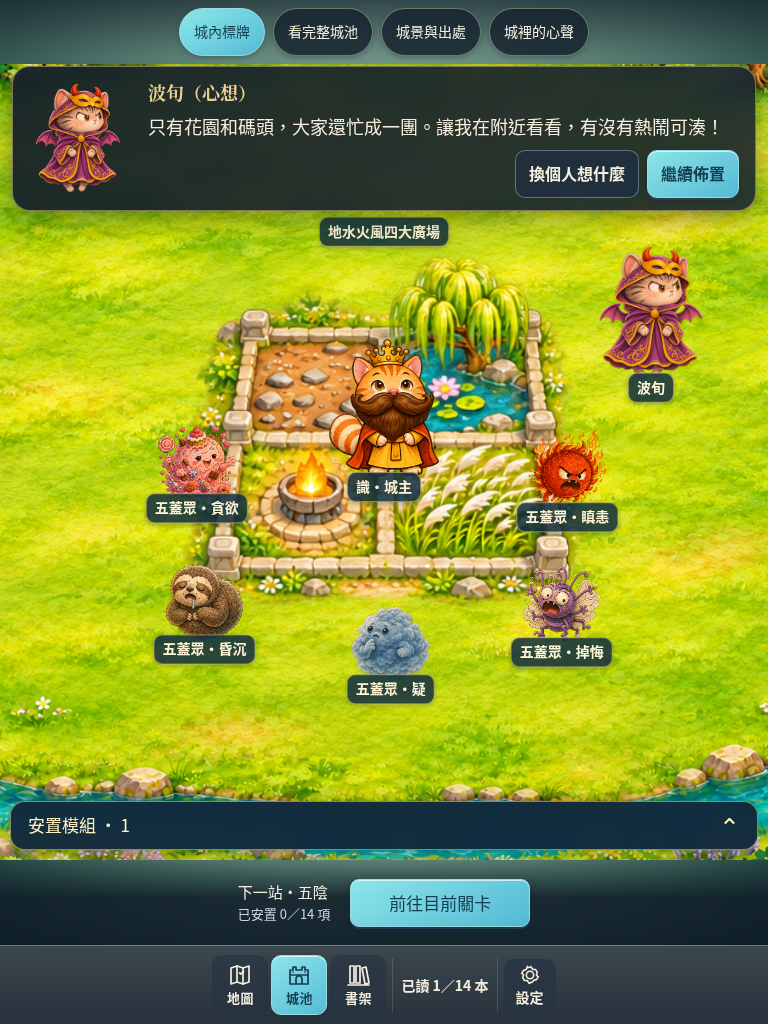 城內標牌
看完整城池
城景與出處
城裡的心聲
波旬（心想）
只有花園和碼頭，大家還忙成一團。讓我在附近看看，有沒有熱鬧可湊！
換個人想什麼
繼續佈置
地水火風四大廣場
波旬
識・城主
五蓋眾・貪欲
五蓋眾・瞋恚
五蓋眾・昏沉
五蓋眾・掉悔
五蓋眾・疑
安置模組・1
下一站・五陰
已安置 0／14 項
前往目前關卡
地圖
城池
書架
已讀 1／14 本
設定